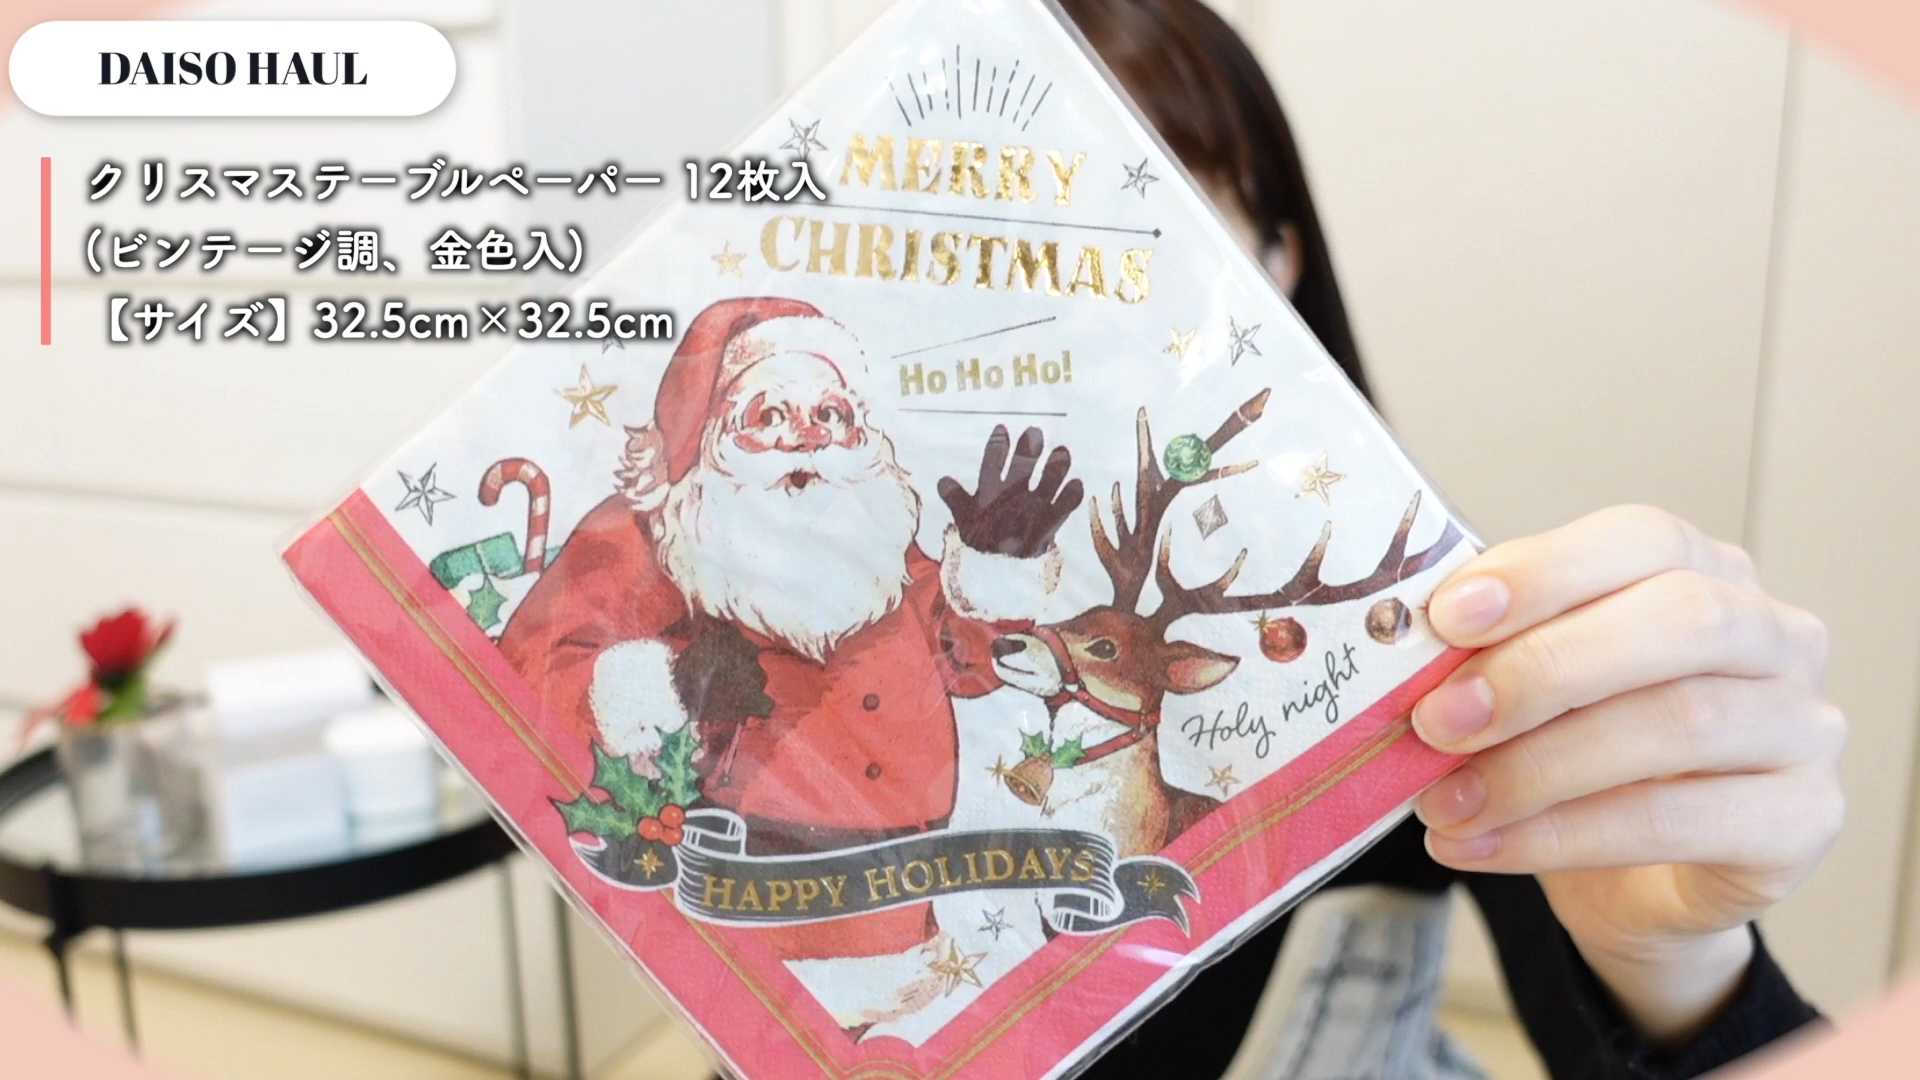 DAISO HAUL
クリスマステーブルペーパー 12枚入
(ビンテージ調、金色入)
【サイズ】32.5cm×32.5cm
MERRY
CHRISTMAS
Ho Ho Ho!
Holy night
HAPPY HOLIDAYS